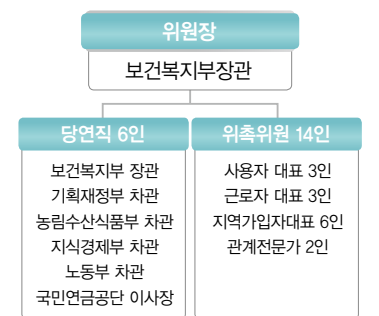 위원장
보건복지부장관
당연직 6인
보건복지부 장관
기획재정부 차관
농림수산식품부 차관
지식경제부 차관
노동부 차관
국민연금공단 이사장
위촉위원 14인
사용자 대표 3인
근로자 대표 3인
지역가입자대표 6인
관계전문가 2인